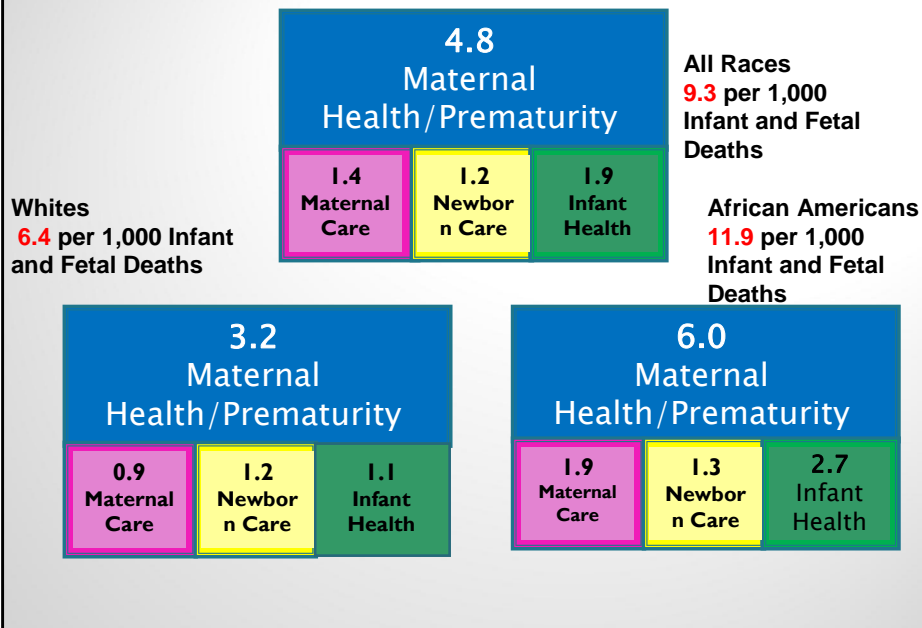 4.8
Maternal
Health/Prematurity
All Races
9.3 per 1,000
Infant and Fetal
Deaths
1.4
Maternal
Care
1.2
Newbor
n Care
1.9
Infant
Health
Whites
6.4 per 1,000 Infant
and Fetal Deaths
African Americans
11.9 per 1,000
Infant and Fetal
Deaths
3.2
Maternal
Health/Prematurity
0.9
Maternal
Care
1.2
Newbor
n Care
1.1
Infant
Health
6.0
Maternal
Health/Prematurity
1.9
Maternal
Care
1.3
Newbor
n Care
2.7
Infant
Health